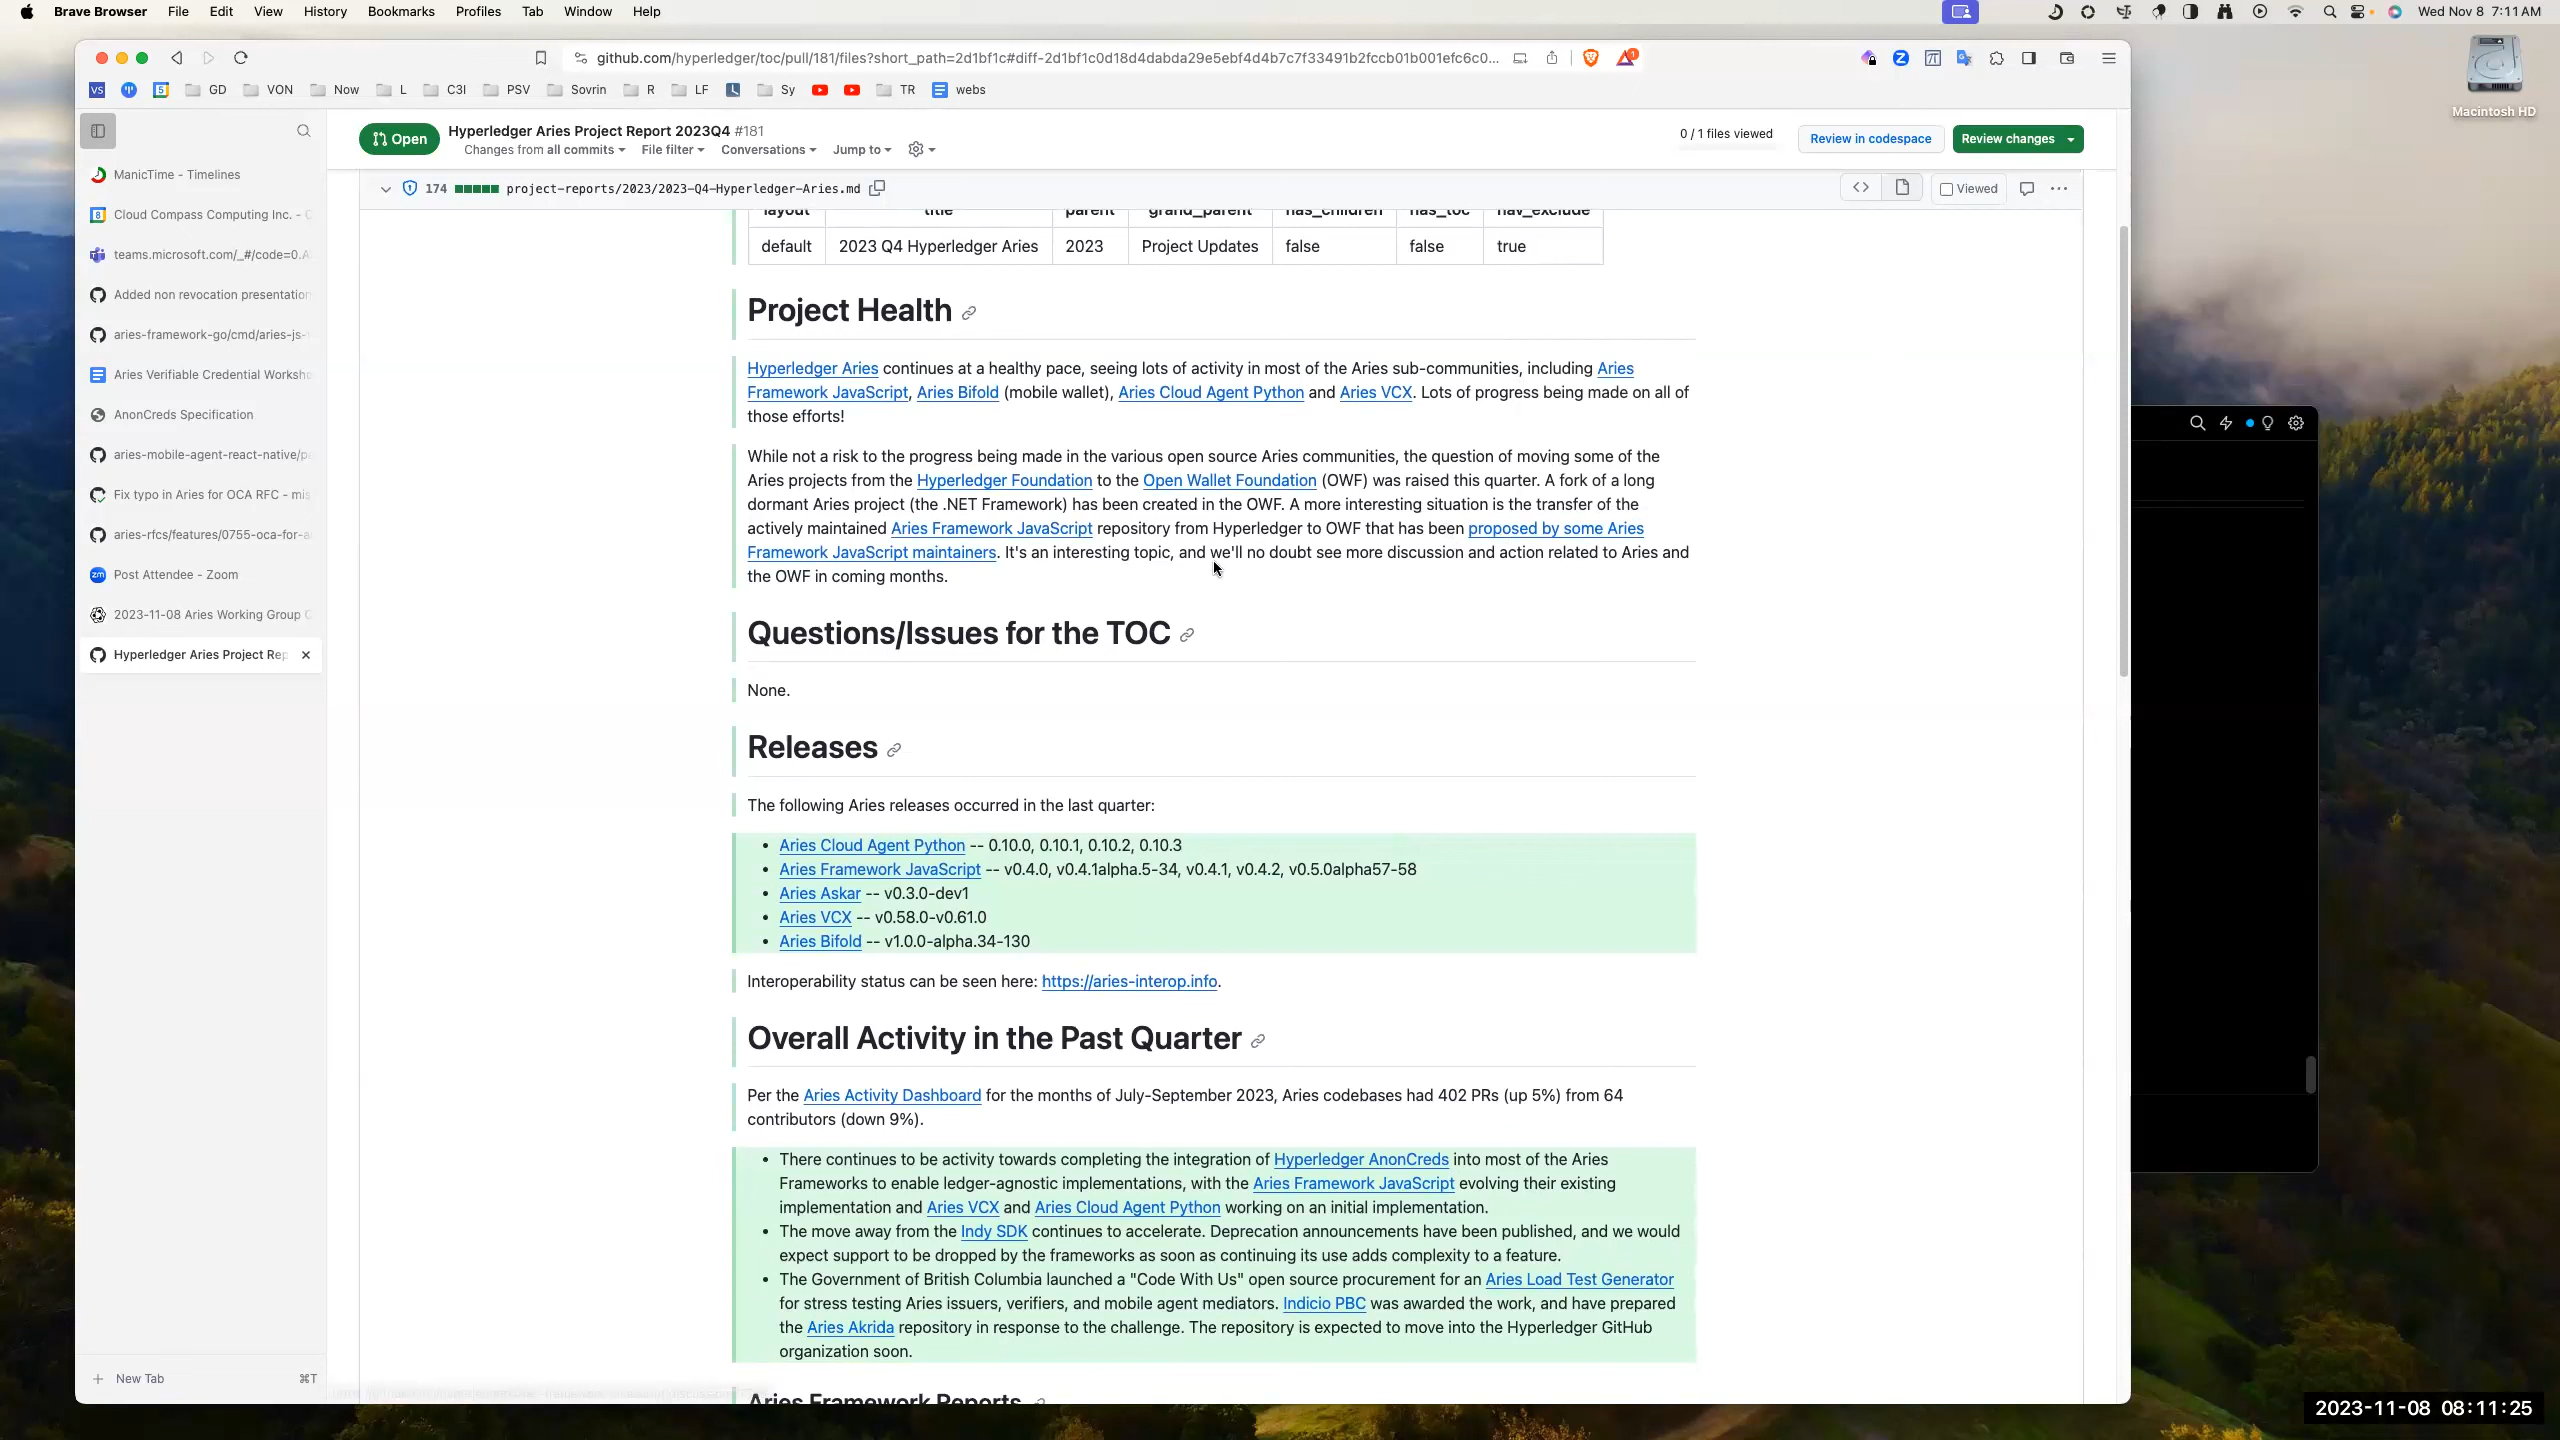 Brave Browser File Edit View History Bookmarks Profiles Tab Window Help
Wed Nov 8 7:11 AM
github.com/hyperledger/toc/pull/181/files?short_path=2d1bf1c#diff-2d1bf1c0d18d4dabda29e5ebf4d4b7c7f33491b2fccb01b001efc6c0...
VS GD VON Now L C3I PSV Sovrin R LF Sy TR webs
Macintosh HD
ManicTime - Timelines
Cloud Compass Computing Inc. - C
teams.microsoft.com/_#/code=0.A
Added non revocation presentation
aries-framework-go/cmd/aries-js-
Aries Verifiable Credential Worksh
AnonCreds Specification
aries-mobile-agent-react-native/p
Fix typo in Aries for OCA RFC - mis
aries-rfcs/features/0755-oca-for-a
Post Attendee - Zoom
2023-11-08 Aries Working Group C
Hyperledger Aries Project Rep
New Tab ⌘T
Open
Hyperledger Aries Project Report 2023Q4 #181
Changes from all commits File filter Conversations Jump to
0 / 1 files viewed
Review in codespace
Review changes
174 project-reports/2023/2023-Q4-Hyperledger-Aries.md
Viewed
layout title parent grand_parent has_children has_toc nav_exclude
default 2023 Q4 Hyperledger Aries 2023 Project Updates false false true
Project Health
Hyperledger Aries continues at a healthy pace, seeing lots of activity in most of the Aries sub-communities, including Aries
Framework JavaScript, Aries Bifold (mobile wallet), Aries Cloud Agent Python and Aries VCX. Lots of progress being made on all of
those efforts!
While not a risk to the progress being made in the various open source Aries communities, the question of moving some of the
Aries projects from the Hyperledger Foundation to the Open Wallet Foundation (OWF) was raised this quarter. A fork of a long
dormant Aries project (the .NET Framework) has been created in the OWF. A more interesting situation is the transfer of the
actively maintained Aries Framework JavaScript repository from Hyperledger to OWF that has been proposed by some Aries
Framework JavaScript maintainers. It's an interesting topic, and we'll no doubt see more discussion and action related to Aries and
the OWF in coming months.
Questions/Issues for the TOC
None.
Releases
The following Aries releases occurred in the last quarter:
• Aries Cloud Agent Python -- 0.10.0, 0.10.1, 0.10.2, 0.10.3
• Aries Framework JavaScript -- v0.4.0, v0.4.1alpha.5-34, v0.4.1, v0.4.2, v0.5.0alpha57-58
• Aries Askar -- v0.3.0-dev1
• Aries VCX -- v0.58.0-v0.61.0
• Aries Bifold -- v1.0.0-alpha.34-130
Interoperability status can be seen here: https://aries-interop.info.
Overall Activity in the Past Quarter
Per the Aries Activity Dashboard for the months of July-September 2023, Aries codebases had 402 PRs (up 5%) from 64
contributors (down 9%).
• There continues to be activity towards completing the integration of Hyperledger AnonCreds into most of the Aries
Frameworks to enable ledger-agnostic implementations, with the Aries Framework JavaScript evolving their existing
implementation and Aries VCX and Aries Cloud Agent Python working on an initial implementation.
• The move away from the Indy SDK continues to accelerate. Deprecation announcements have been published, and we would
expect support to be dropped by the frameworks as soon as continuing its use adds complexity to a feature.
• The Government of British Columbia launched a "Code With Us" open source procurement for an Aries Load Test Generator
for stress testing Aries issuers, verifiers, and mobile agent mediators. Indicio PBC was awarded the work, and have prepared
the Aries Akrida repository in response to the challenge. The repository is expected to move into the Hyperledger GitHub
organization soon.
Aries Framework Reports
2023-11-08 08:11:25